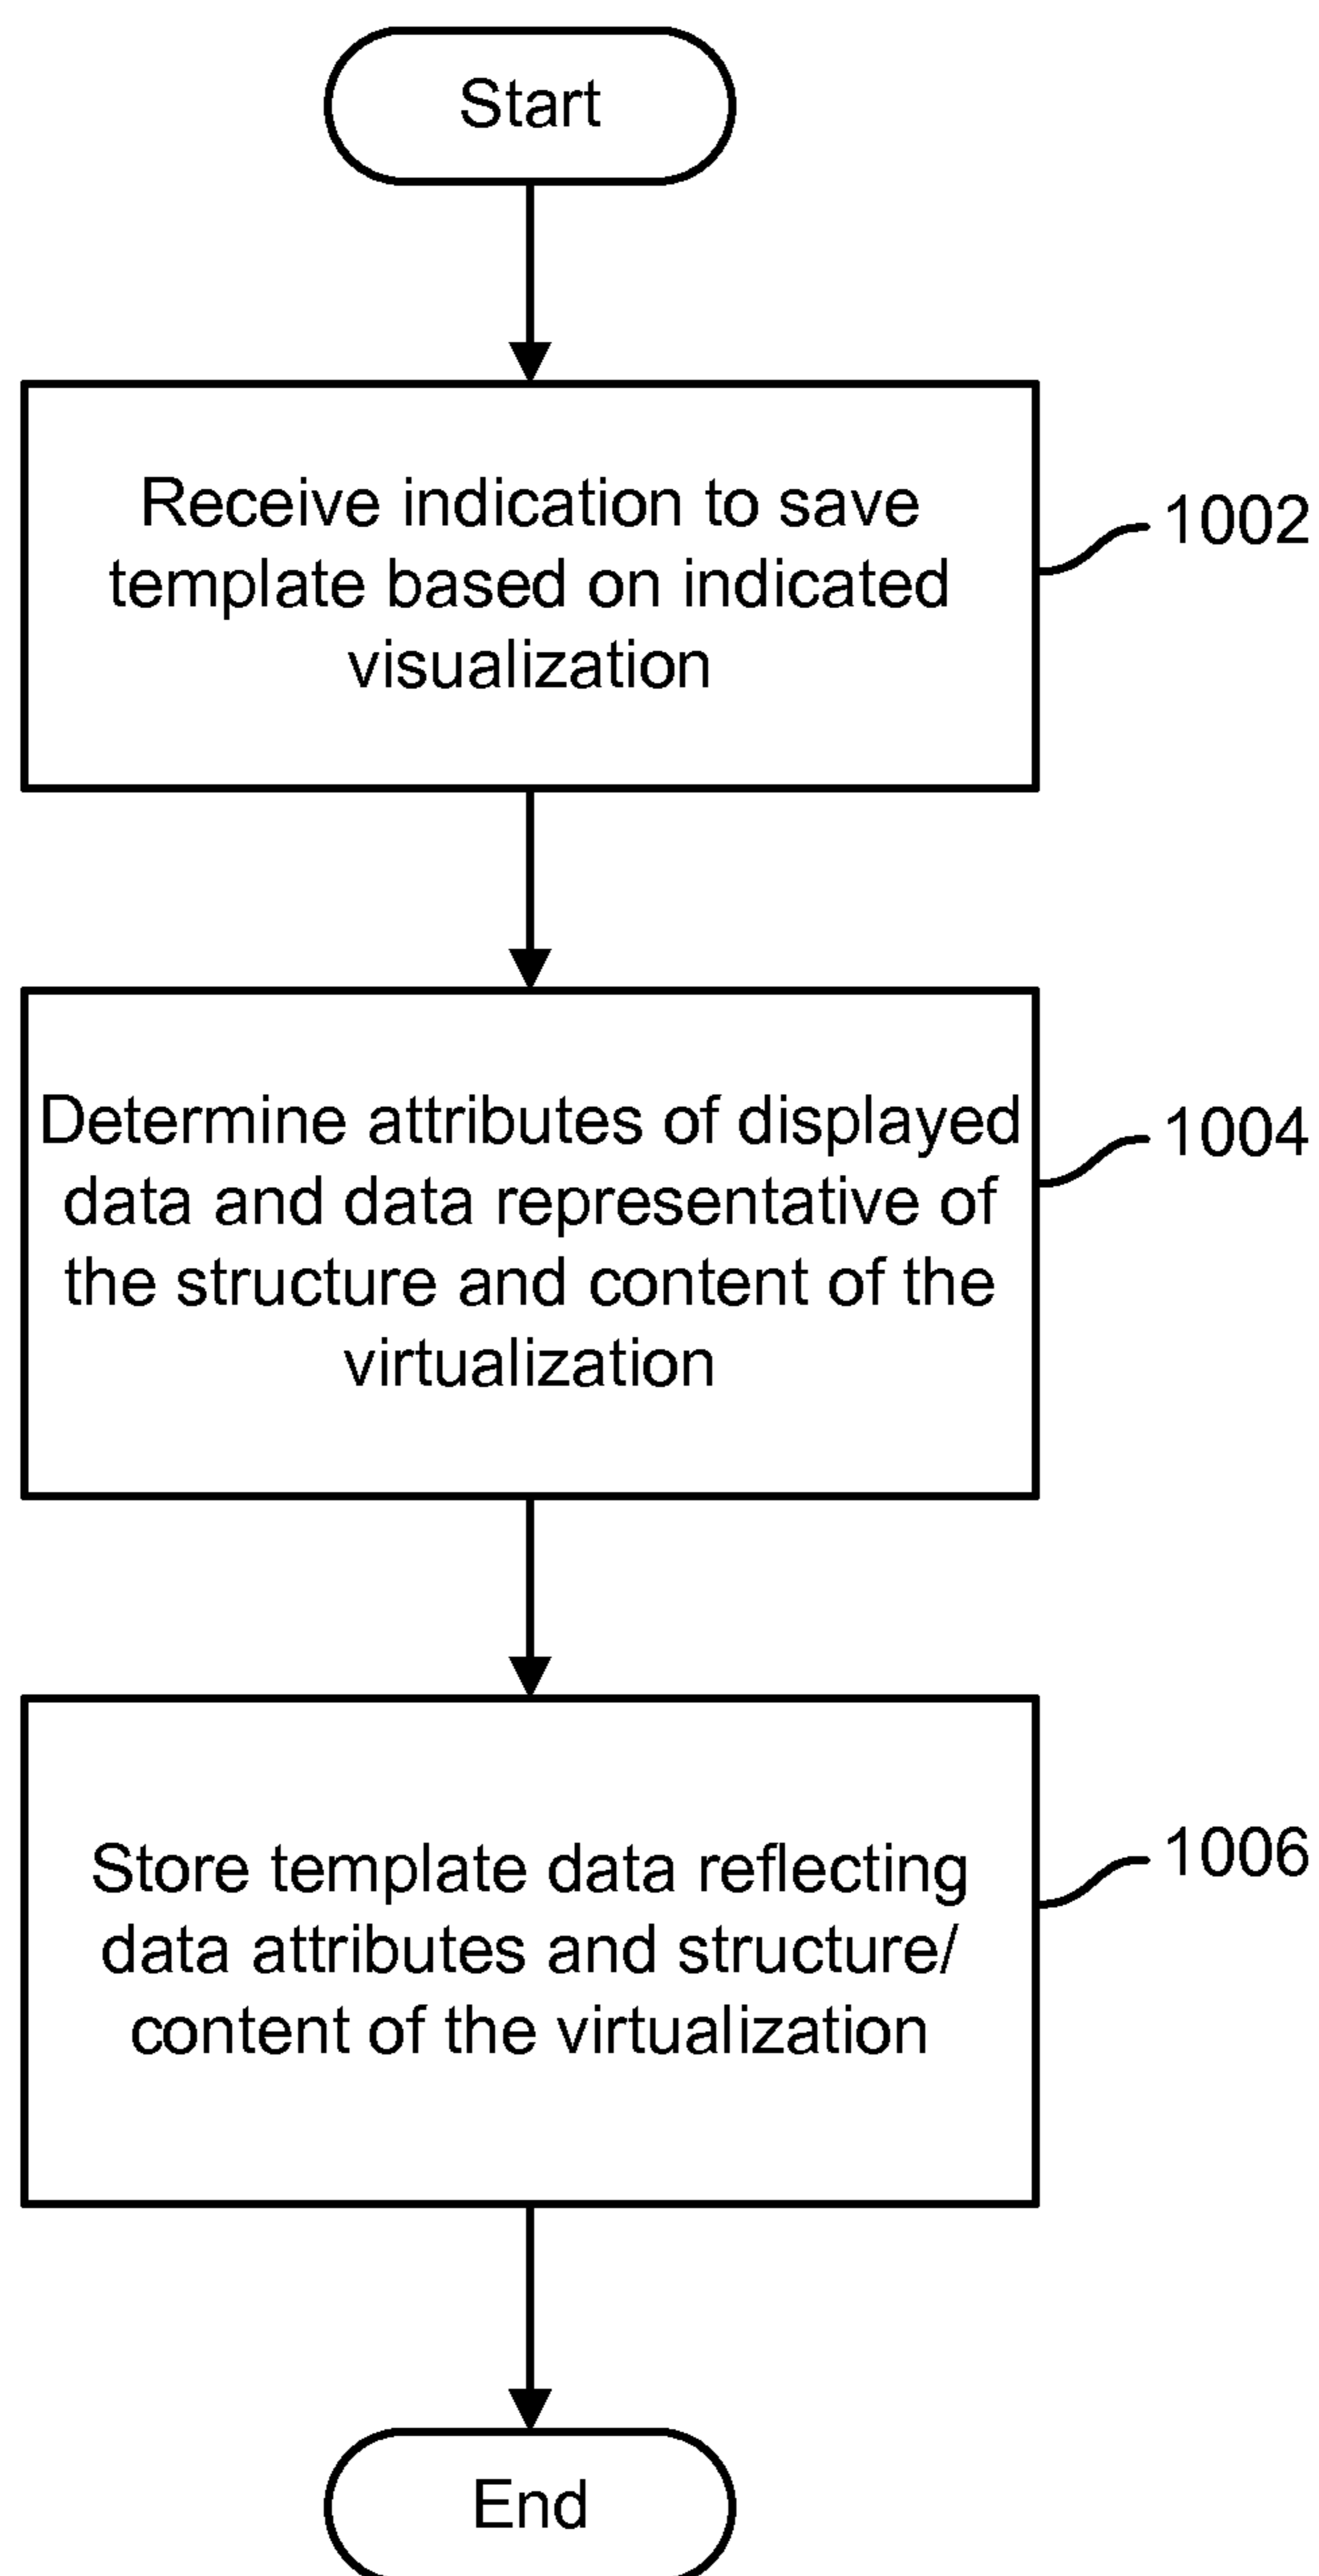 Start
Receive indication to save
template based on indicated
visualization
1002
Determine attributes of displayed
data and data representative of
the structure and content of the
virtualization
1004
Store template data reflecting
data attributes and structure/
content of the virtualization
1006
End